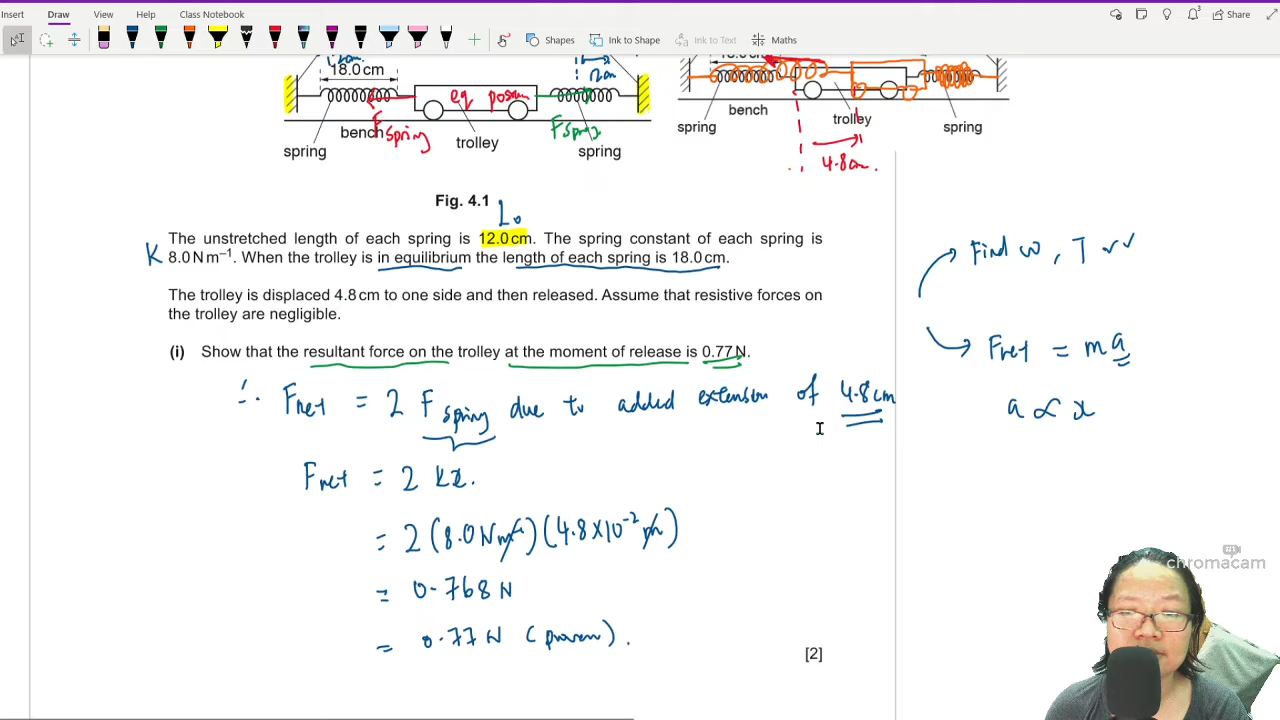 Insert Draw View Help Class Notebook Share
Shapes Ink to Shape Ink to Text Maths
18.0 cm
eq
bench
F spring
trolley
spring
spring
bench
trolley
spring
spring
4.8cm.
Fig. 4.1
L₀
The unstretched length of each spring is 12.0 cm. The spring constant of each spring is
K 8.0 N m⁻¹. When the trolley is in equilibrium the length of each spring is 18.0 cm.
The trolley is displaced 4.8 cm to one side and then released. Assume that resistive forces on
the trolley are negligible.
(i) Show that the resultant force on the trolley at the moment of release is 0.77 N.
∴ Fnet = 2 F spring due to added extension of 4.8cm
Fnet = 2 kx.
= 2 (8.0 N m⁻¹)(4.8×10⁻² m)
= 0.768 N
= 0.77 N (proven).
[2]
Find ω, T ✓✓
Fnet = ma
a ∝ x
chromacam